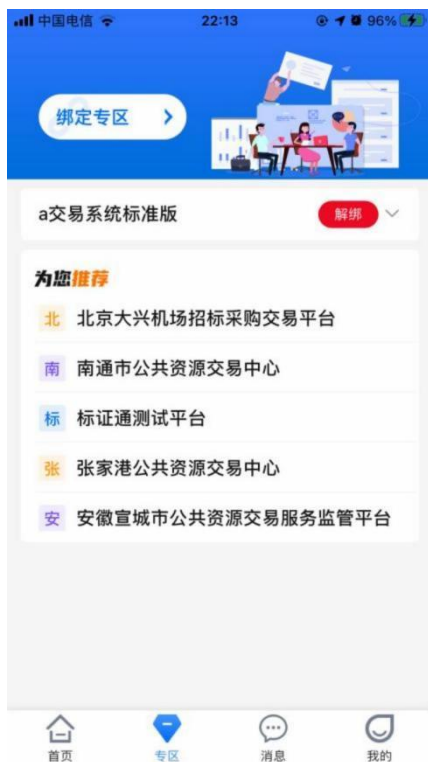 中国电信 22:13 96%
绑定专区 >
a交易系统标准版 解绑
为您推荐
北 北京大兴机场招标采购交易平台
南 南通市公共资源交易中心
标 标证通测试平台
张 张家港公共资源交易中心
安 安徽宣城市公共资源交易服务监管平台
首页 专区 消息 我的